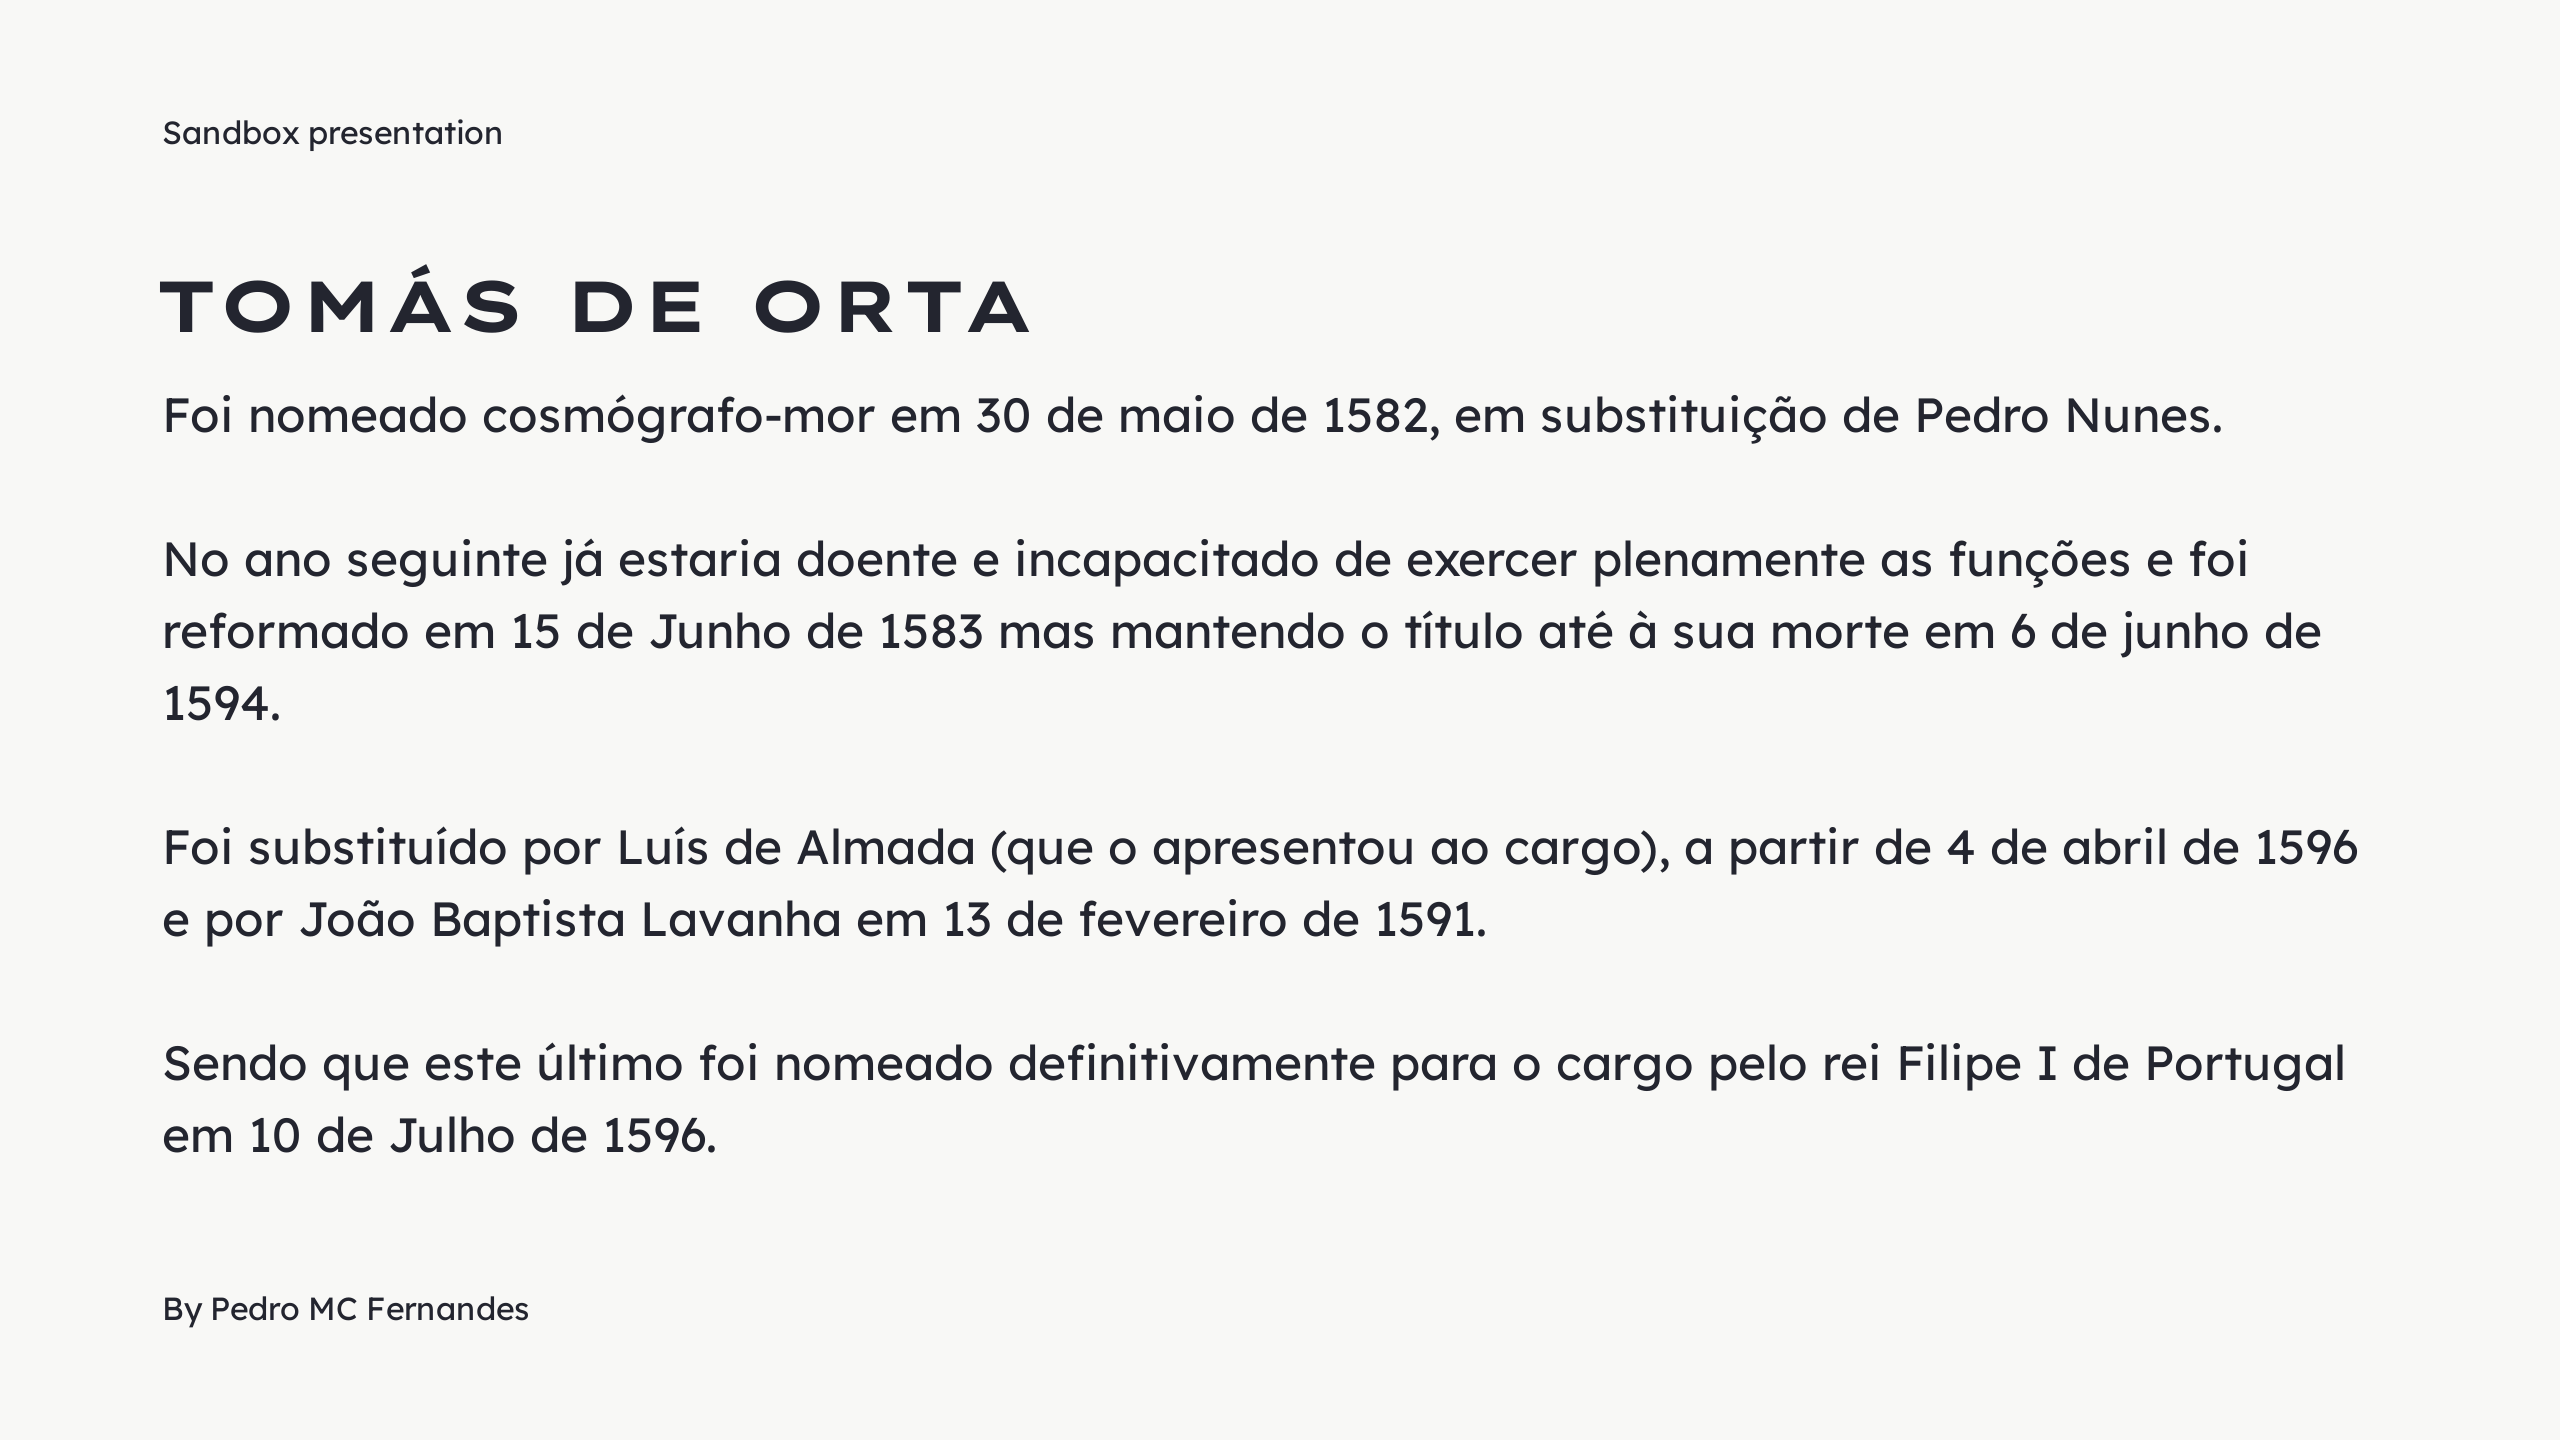 Sandbox presentation
TOMÁS DE ORTA
Foi nomeado cosmógrafo-mor em 30 de maio de 1582, em substituição de Pedro Nunes.
No ano seguinte já estaria doente e incapacitado de exercer plenamente as funções e foi
reformado em 15 de Junho de 1583 mas mantendo o título até à sua morte em 6 de junho de
1594.
Foi substituído por Luís de Almada (que o apresentou ao cargo), a partir de 4 de abril de 1596
e por João Baptista Lavanha em 13 de fevereiro de 1591.
Sendo que este último foi nomeado definitivamente para o cargo pelo rei Filipe I de Portugal
em 10 de Julho de 1596.
By Pedro MC Fernandes